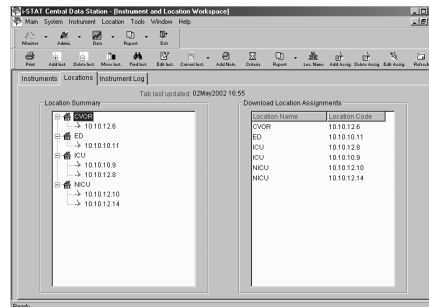 i-STAT Central Data Station - [Instrument and Location Workspace]
Main System Instrument Location Tools Window Help
Monitor Admin. Data Report Exit
Print Add Inst. Delete Inst. Move Inst. Find Inst. Edit Inst. Cancel Inst. Add Note Criteria Report Loc. Name Add Assig. Delete Assig. Edit Assig. Refresh
Instruments Locations Instrument Log
Tab last updated: 02May2002 16:55
Location Summary
CVOR
10.10.12.6
ED
10.10.10.11
ICU
10.10.10.9
10.10.12.8
NICU
10.10.12.10
10.10.12.14
Download Location Assignments
Location Name Location Code
CVOR 10.10.12.6
ED 10.10.10.11
ICU 10.10.12.8
ICU 10.10.10.9
NICU 10.10.12.10
NICU 10.10.12.14
Ready